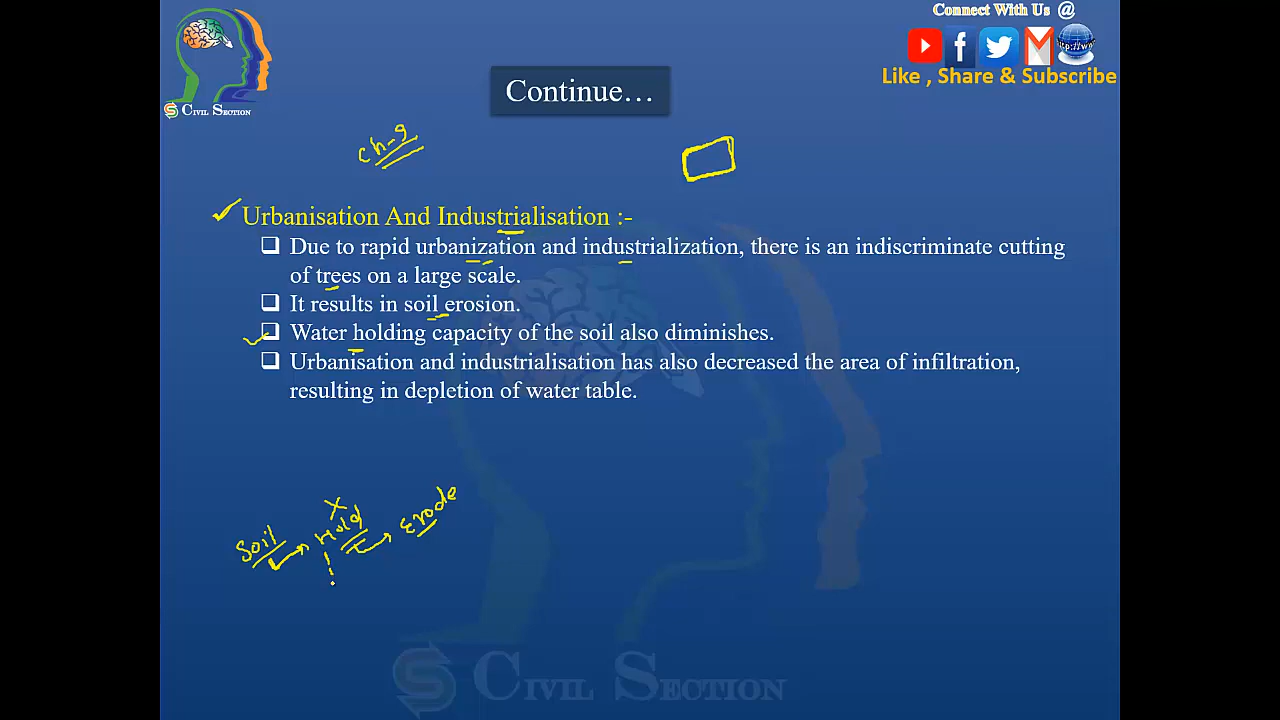 Connect With Us @
http://www
Like , Share & Subscribe
CIVIL SECTION
Continue…
Ch-9
Urbanisation And Industrialisation :-
Due to rapid urbanization and industrialization, there is an indiscriminate cutting
of trees on a large scale.
It results in soil erosion.
Water holding capacity of the soil also diminishes.
Urbanisation and industrialisation has also decreased the area of infiltration,
resulting in depletion of water table.
Soil → Hold → Erode
CIVIL SECTION